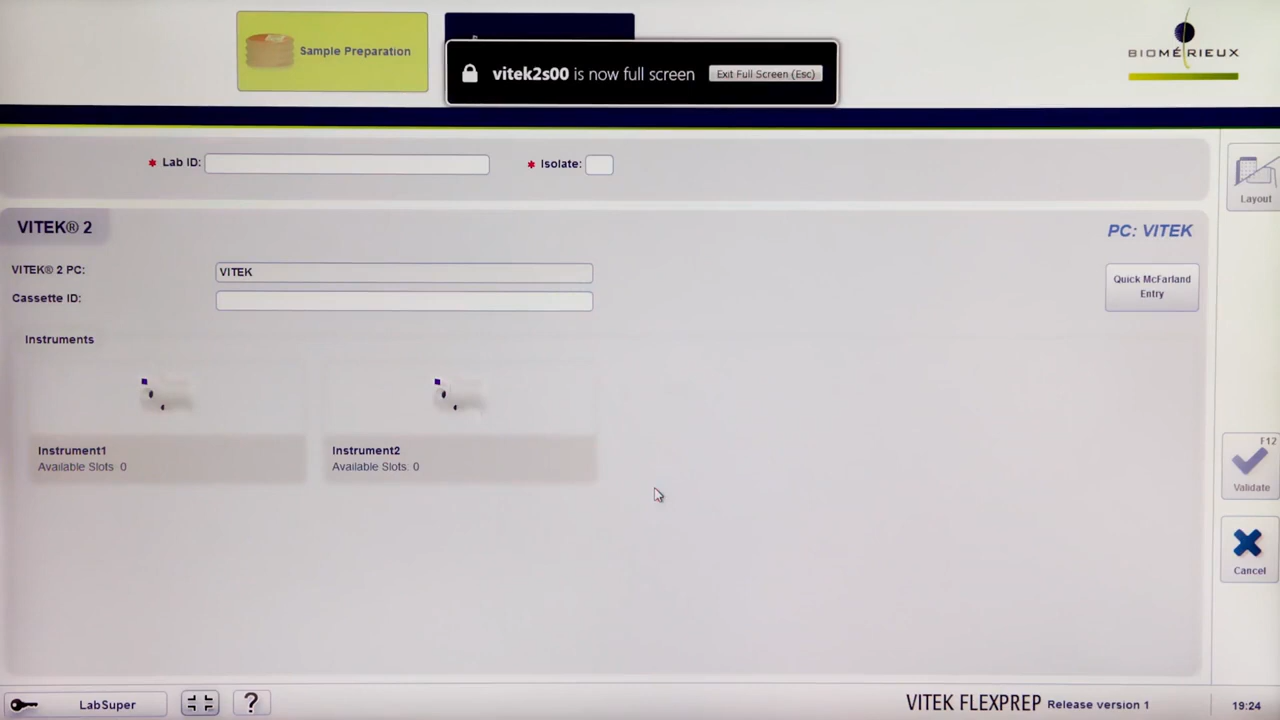 Sample Preparation
vitek2s00 is now full screen
Exit Full Screen (Esc)
BIOMÉRIEUX
* Lab ID:
* Isolate:
Layout
VITEK® 2
PC: VITEK
VITEK® 2 PC:
VITEK
Quick McFarland
Entry
Cassette ID:
Instruments
Instrument1
Available Slots 0
Instrument2
Available Slots: 0
F12
Validate
Cancel
LabSuper
?
VITEK FLEXPREP Release version 1
19:24